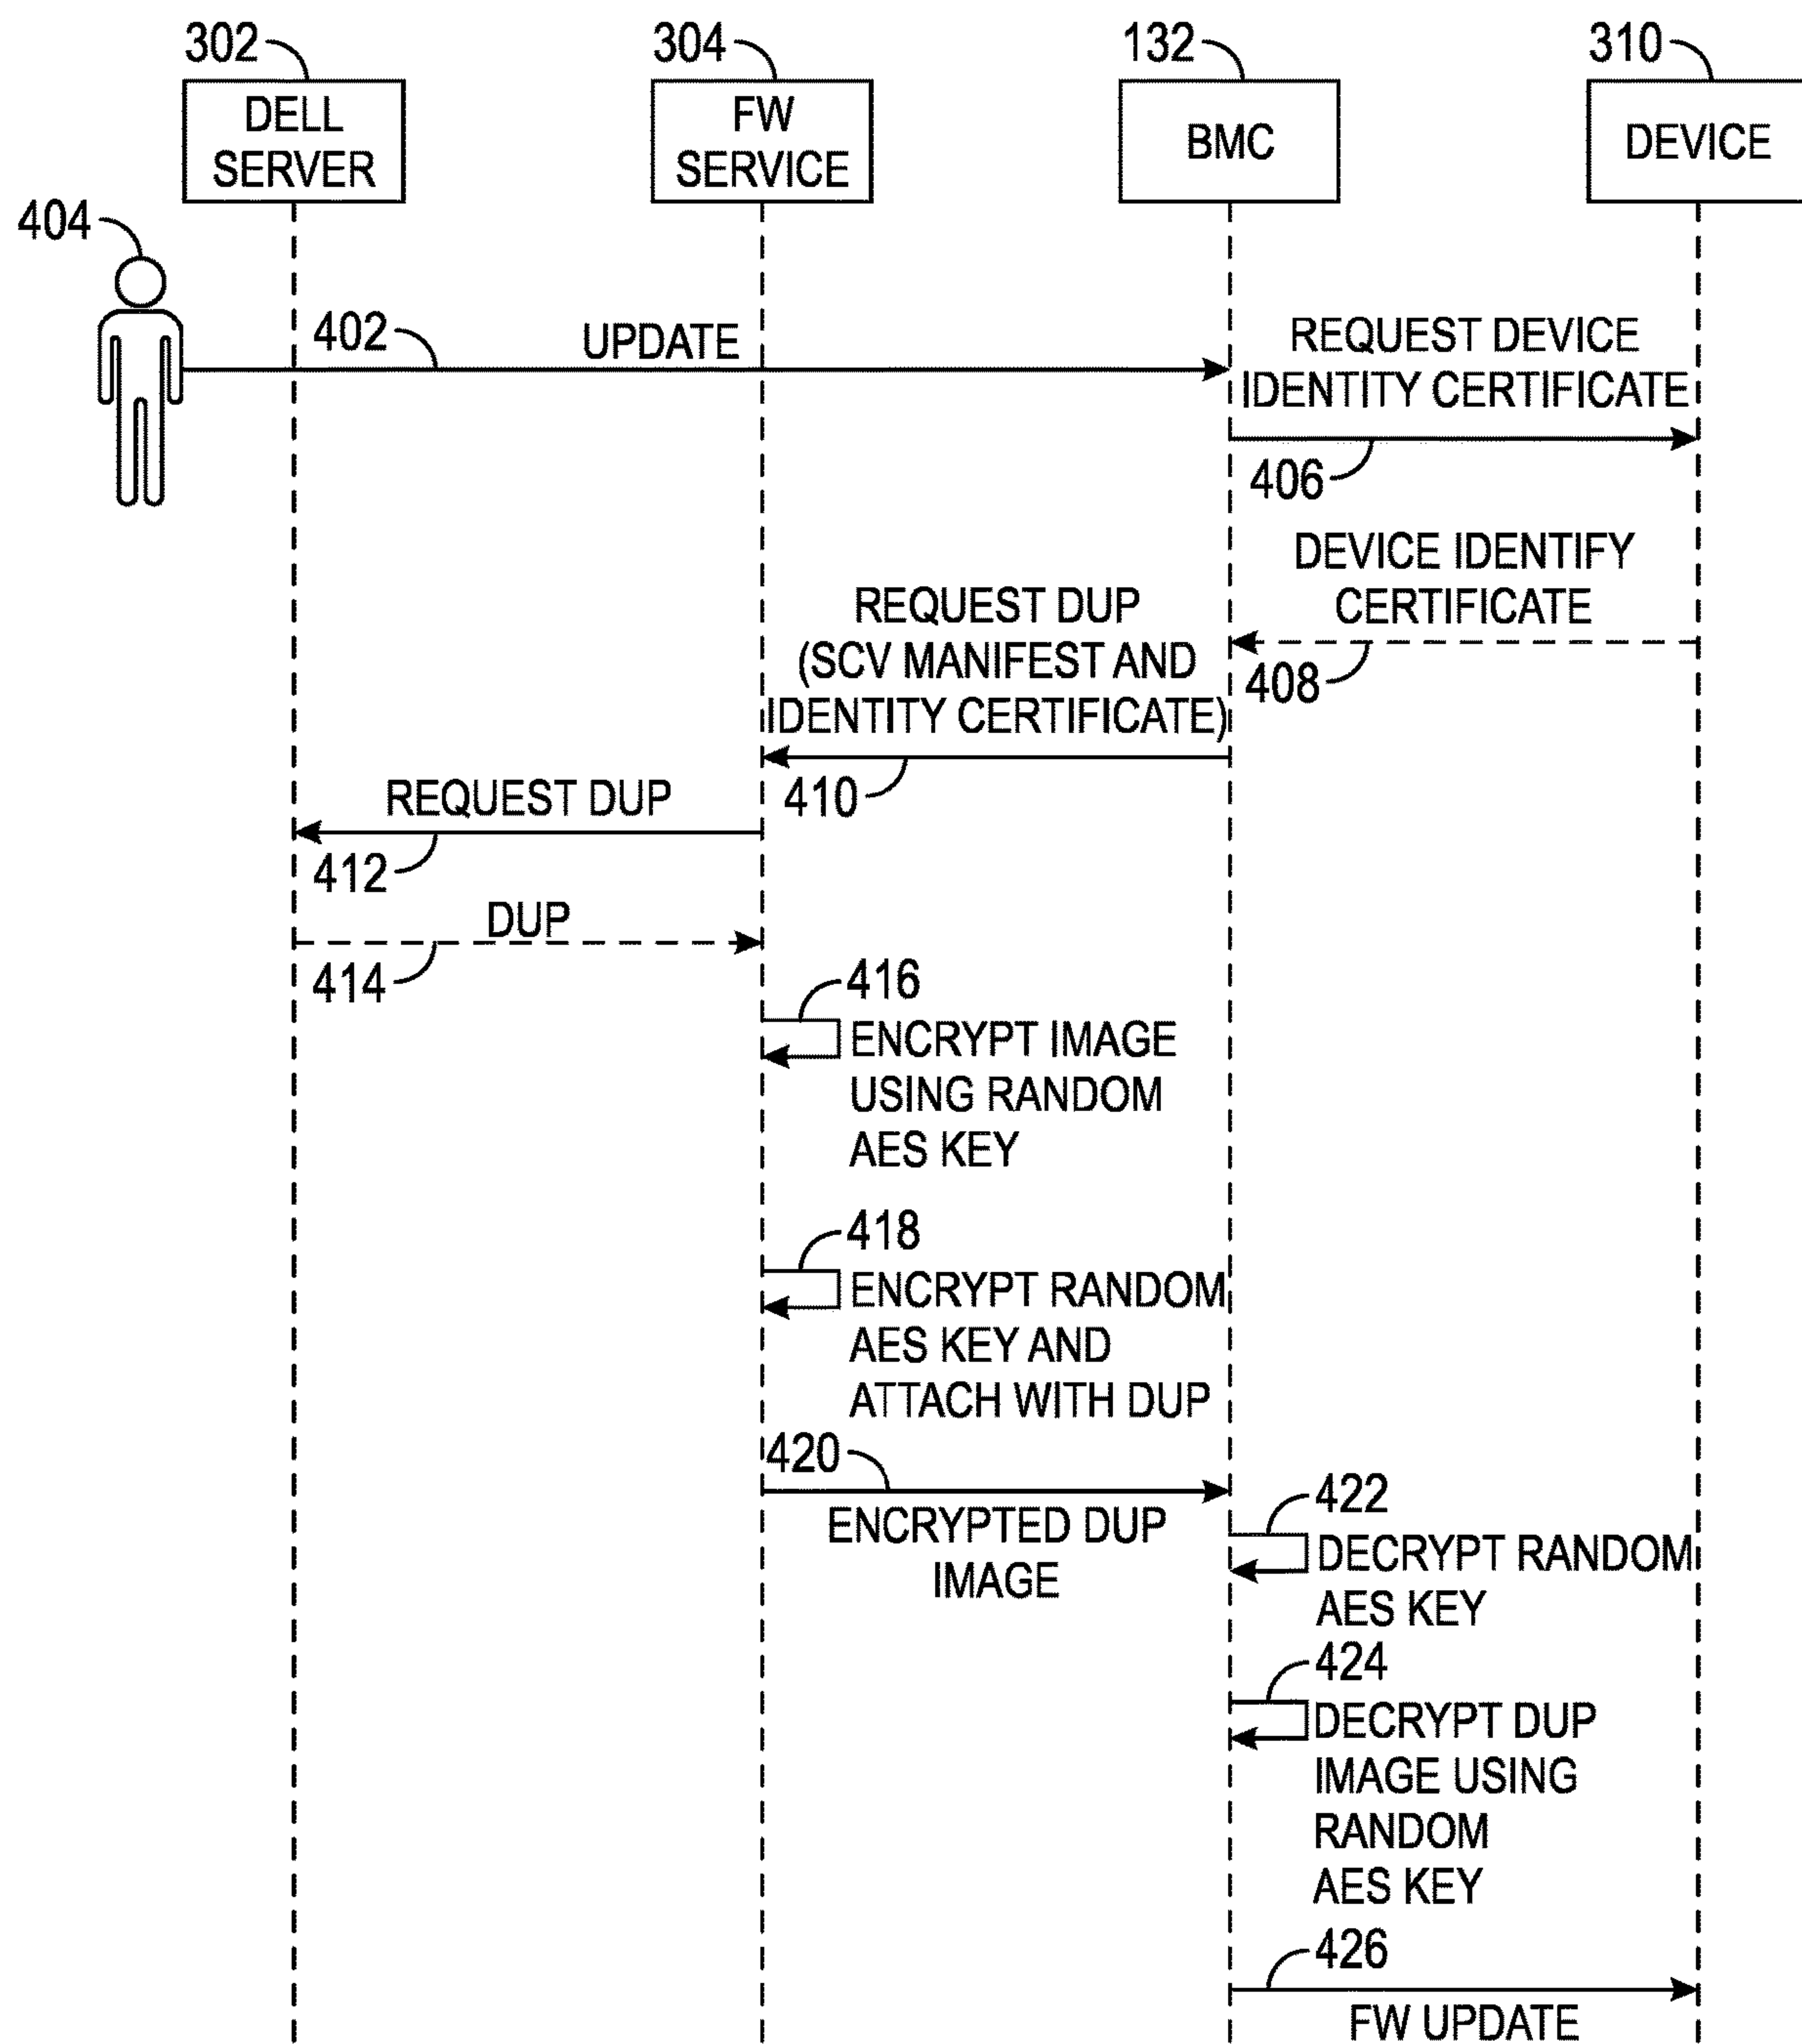 302
304
132
310
DELL
SERVER
FW
SERVICE
BMC
DEVICE
404
402
UPDATE
REQUEST DEVICE
IDENTITY CERTIFICATE
406
DEVICE IDENTIFY
CERTIFICATE
408
REQUEST DUP
(SCV MANIFEST AND
IDENTITY CERTIFICATE)
410
REQUEST DUP
412
DUP
414
416
ENCRYPT IMAGE
USING RANDOM
AES KEY
418
ENCRYPT RANDOM
AES KEY AND
ATTACH WITH DUP
420
ENCRYPTED DUP
IMAGE
422
DECRYPT RANDOM
AES KEY
424
DECRYPT DUP
IMAGE USING
RANDOM
AES KEY
426
FW UPDATE